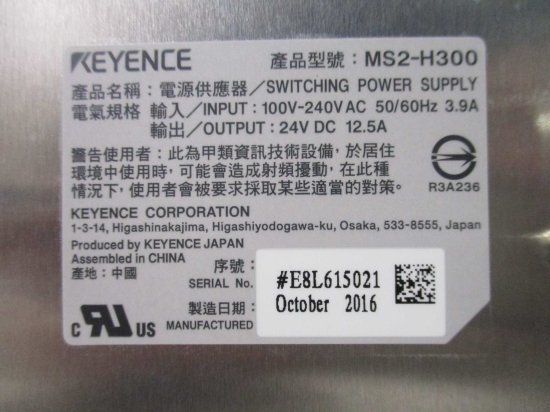 KEYENCE 產品型號：MS2-H300
產品名稱：電源供應器／SWITCHING POWER SUPPLY
電氣規格 輸入／INPUT：100V-240V AC 50/60Hz 3.9A
輸出／OUTPUT：24V DC 12.5A
警告使用者：此為甲類資訊技術設備，於居住
環境中使用時，可能會造成射頻擾動，在此種
情況下，使用者會被要求採取某些適當的對策。
R3A236
KEYENCE CORPORATION
1-3-14, Higashinakajima, Higashiyodogawa-ku, Osaka, 533-8555, Japan
Produced by KEYENCE JAPAN
Assembled in CHINA
產地：中國
序號：
SERIAL No.
#E8L615021
製造日期：
MANUFACTURED
October 2016
c RU US